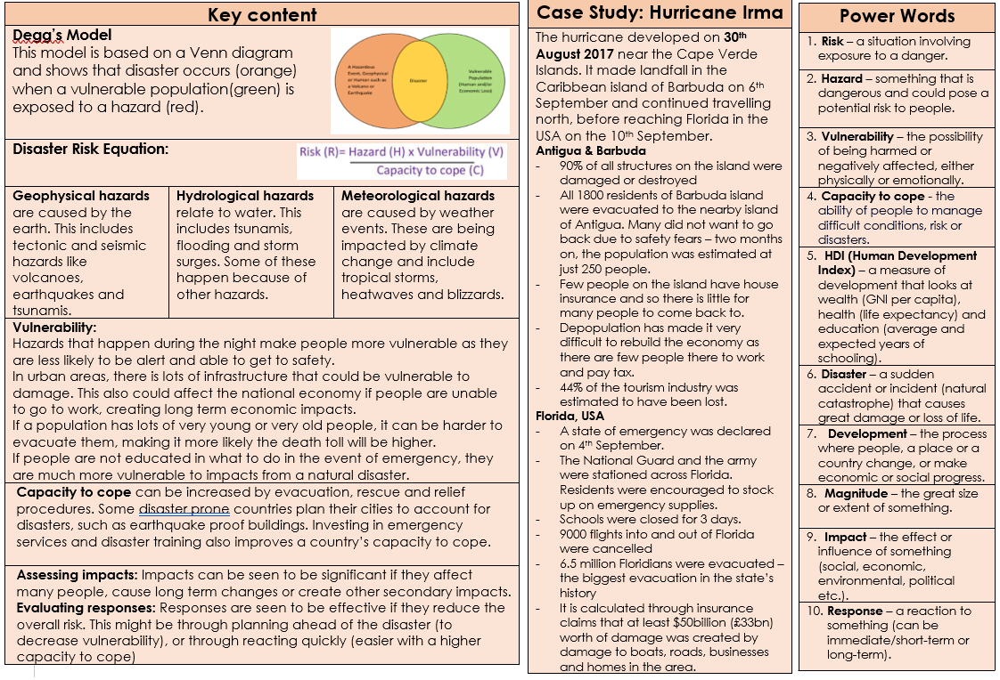 Key content
Degg's Model
This model is based on a Venn diagram
and shows that disaster occurs (orange)
when a vulnerable population(green) is
exposed to a hazard (red).
A Hazardous
Event, Geophysical
or Human such as
a Volcano or
Earthquake
Disaster
Vulnerable
Population
(Human and/or
Economic Loss)
Disaster Risk Equation:
Risk (R)= Hazard (H) x Vulnerability (V)
Capacity to cope (C)
Geophysical hazards
are caused by the
earth. This includes
tectonic and seismic
hazards like
volcanoes,
earthquakes and
tsunamis.
Hydrological hazards
relate to water. This
includes tsunamis,
flooding and storm
surges. Some of these
happen because of
other hazards.
Meteorological hazards
are caused by weather
events. These are being
impacted by climate
change and include
tropical storms,
heatwaves and blizzards.
Vulnerability:
Hazards that happen during the night make people more vulnerable as they
are less likely to be alert and able to get to safety.
In urban areas, there is lots of infrastructure that could be vulnerable to
damage. This also could affect the national economy if people are unable
to go to work, creating long term economic impacts.
If a population has lots of very young or very old people, it can be harder to
evacuate them, making it more likely the death toll will be higher.
If people are not educated in what to do in the event of emergency, they
are much more vulnerable to impacts from a natural disaster.
Capacity to cope can be increased by evacuation, rescue and relief
procedures. Some disaster prone countries plan their cities to account for
disasters, such as earthquake proof buildings. Investing in emergency
services and disaster training also improves a country's capacity to cope.
Assessing impacts: Impacts can be seen to be significant if they affect
many people, cause long term changes or create other secondary impacts.
Evaluating responses: Responses are seen to be effective if they reduce the
overall risk. This might be through planning ahead of the disaster (to
decrease vulnerability), or through reacting quickly (easier with a higher
capacity to cope)
Case Study: Hurricane Irma
The hurricane developed on 30th
August 2017 near the Cape Verde
Islands. It made landfall in the
Caribbean island of Barbuda on 6th
September and continued travelling
north, before reaching Florida in the
USA on the 10th September.
Antigua & Barbuda
- 90% of all structures on the island were
damaged or destroyed
- All 1800 residents of Barbuda island
were evacuated to the nearby island
of Antigua. Many did not want to go
back due to safety fears – two months
on, the population was estimated at
just 250 people.
- Few people on the island have house
insurance and so there is little for
many people to come back to.
- Depopulation has made it very
difficult to rebuild the economy as
there are few people there to work
and pay tax.
- 44% of the tourism industry was
estimated to have been lost.
Florida, USA
- A state of emergency was declared
on 4th September.
- The National Guard and the army
were stationed across Florida.
Residents were encouraged to stock
up on emergency supplies.
- Schools were closed for 3 days.
- 9000 flights into and out of Florida
were cancelled
- 6.5 million Floridians were evacuated –
the biggest evacuation in the state's
history
- It is calculated through insurance
claims that at least $50billion (£33bn)
worth of damage was created by
damage to boats, roads, businesses
and homes in the area.
Power Words
1. Risk – a situation involving
exposure to a danger.
2. Hazard – something that is
dangerous and could pose a
potential risk to people.
3. Vulnerability – the possibility
of being harmed or
negatively affected, either
physically or emotionally.
4. Capacity to cope - the
ability of people to manage
difficult conditions, risk or
disasters.
5. HDI (Human Development
Index) – a measure of
development that looks at
wealth (GNI per capita),
health (life expectancy) and
education (average and
expected years of
schooling).
6. Disaster – a sudden
accident or incident (natural
catastrophe) that causes
great damage or loss of life.
7. Development – the process
where people, a place or a
country change, or make
economic or social progress.
8. Magnitude – the great size
or extent of something.
9. Impact – the effect or
influence of something
(social, economic,
environmental, political
etc.).
10. Response – a reaction to
something (can be
immediate/short-term or
long-term).